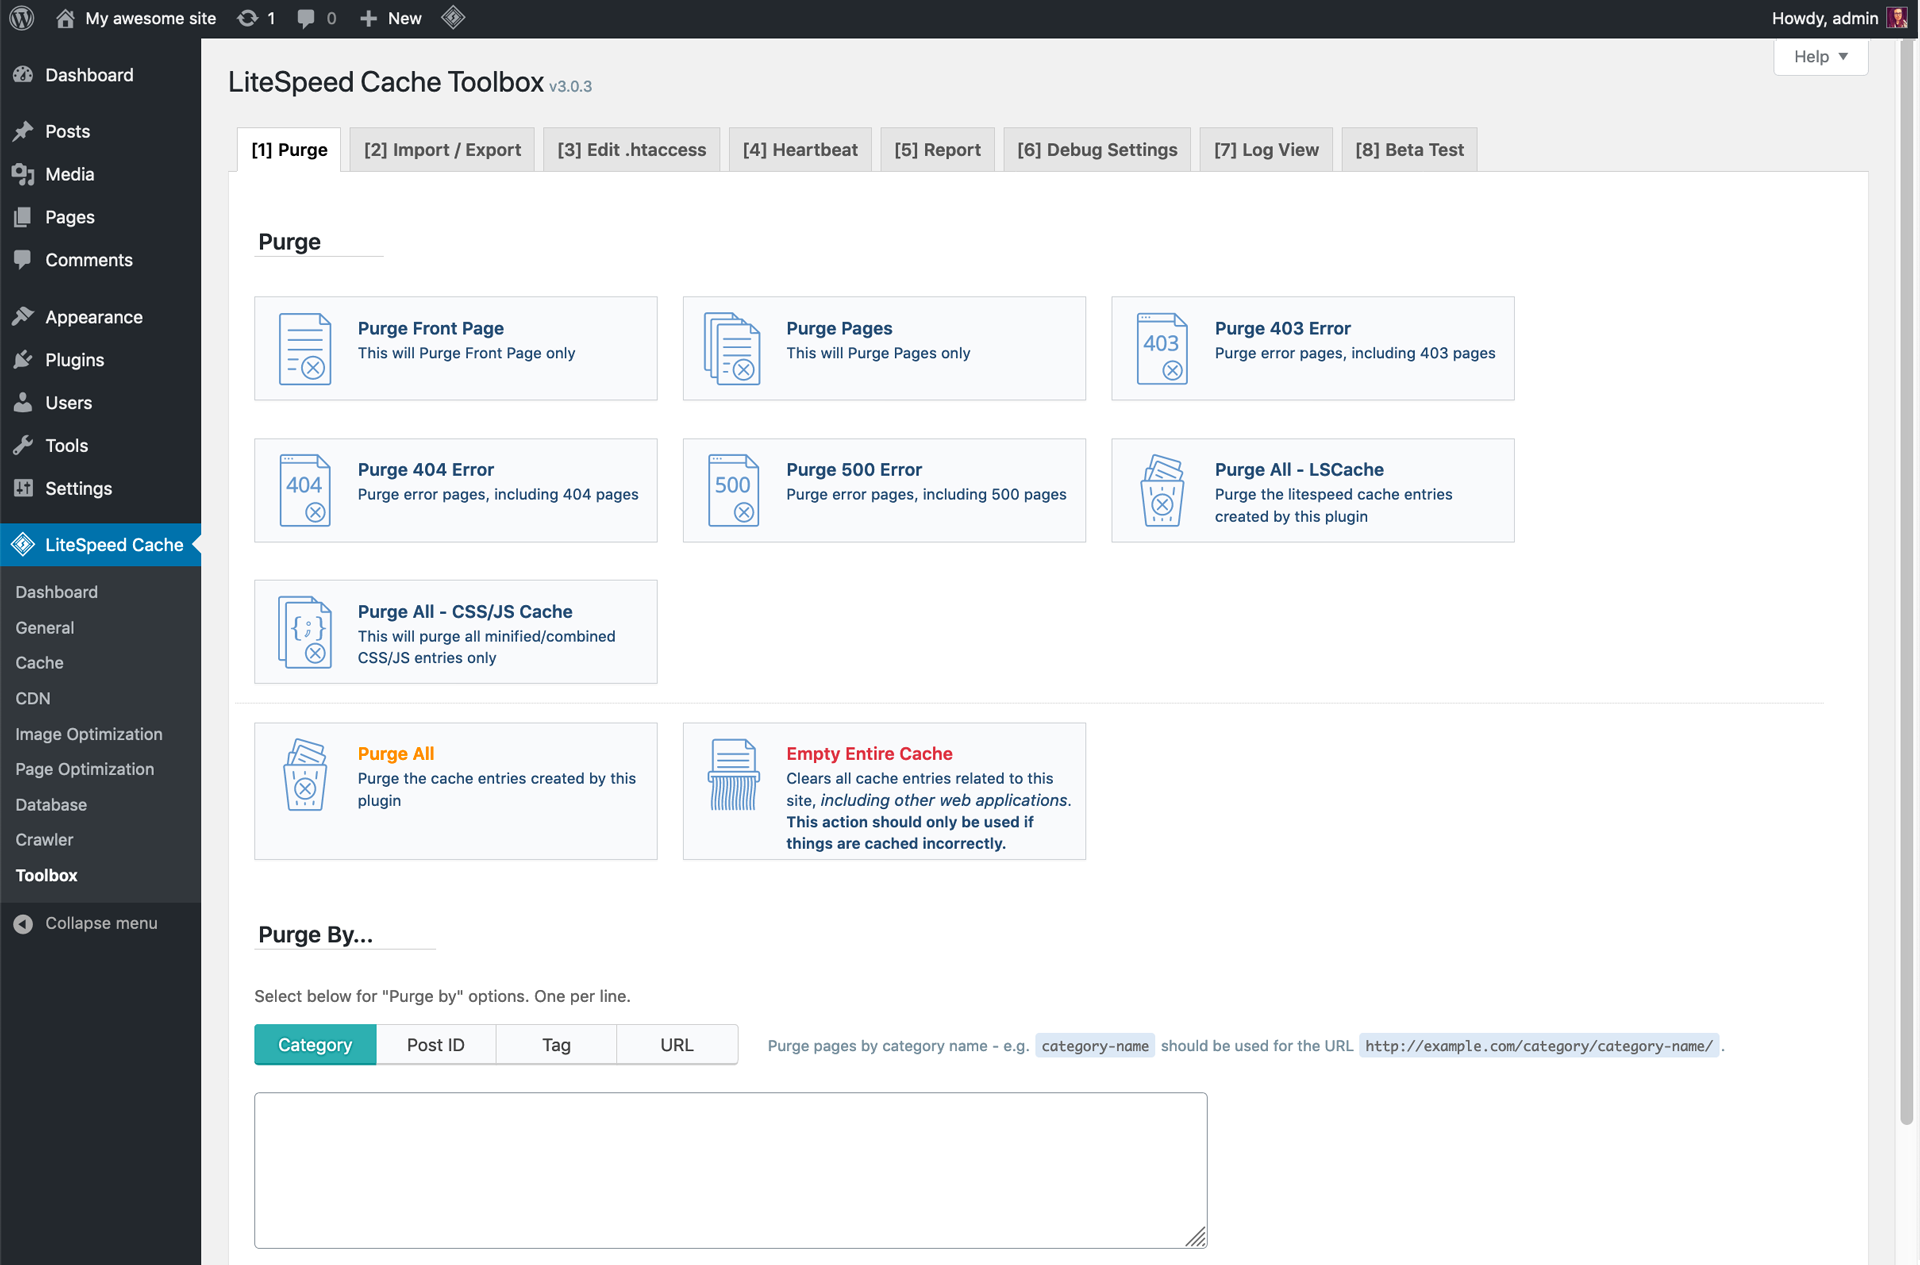 My awesome site 1 0 New Howdy, admin
Dashboard
Posts
Media
Pages
Comments
Appearance
Plugins
Users
Tools
Settings
LiteSpeed Cache
Dashboard
General
Cache
CDN
Image Optimization
Page Optimization
Database
Crawler
Toolbox
Collapse menu
Help ▼
LiteSpeed Cache Toolbox v3.0.3
[1] Purge [2] Import / Export [3] Edit .htaccess [4] Heartbeat [5] Report [6] Debug Settings [7] Log View [8] Beta Test
Purge
Purge Front Page
This will Purge Front Page only
Purge Pages
This will Purge Pages only
403
Purge 403 Error
Purge error pages, including 403 pages
404
Purge 404 Error
Purge error pages, including 404 pages
500
Purge 500 Error
Purge error pages, including 500 pages
Purge All - LSCache
Purge the litespeed cache entries
created by this plugin
{;}
Purge All - CSS/JS Cache
This will purge all minified/combined
CSS/JS entries only
Purge All
Purge the cache entries created by this
plugin
Empty Entire Cache
Clears all cache entries related to this
site, including other web applications.
This action should only be used if
things are cached incorrectly.
Purge By...
Select below for "Purge by" options. One per line.
Category Post ID Tag URL Purge pages by category name - e.g. category-name should be used for the URL http://example.com/category/category-name/ .